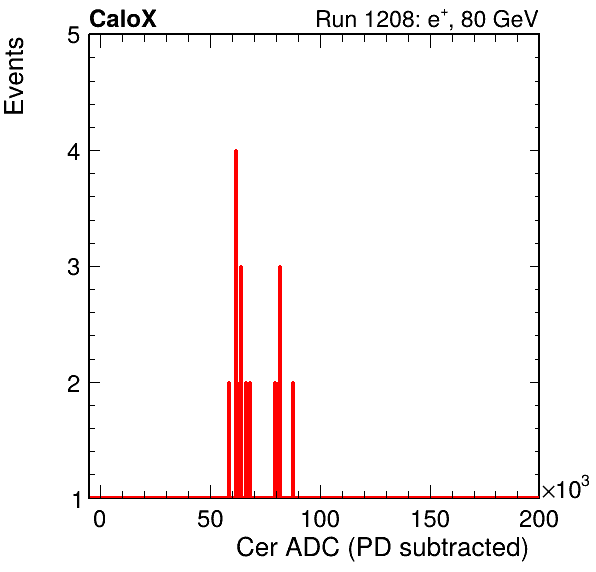 CaloX Run 1208: e⁺, 80 GeV
Events
5
4
3
2
1
0 50 100 150 200
×10³
Cer ADC (PD subtracted)